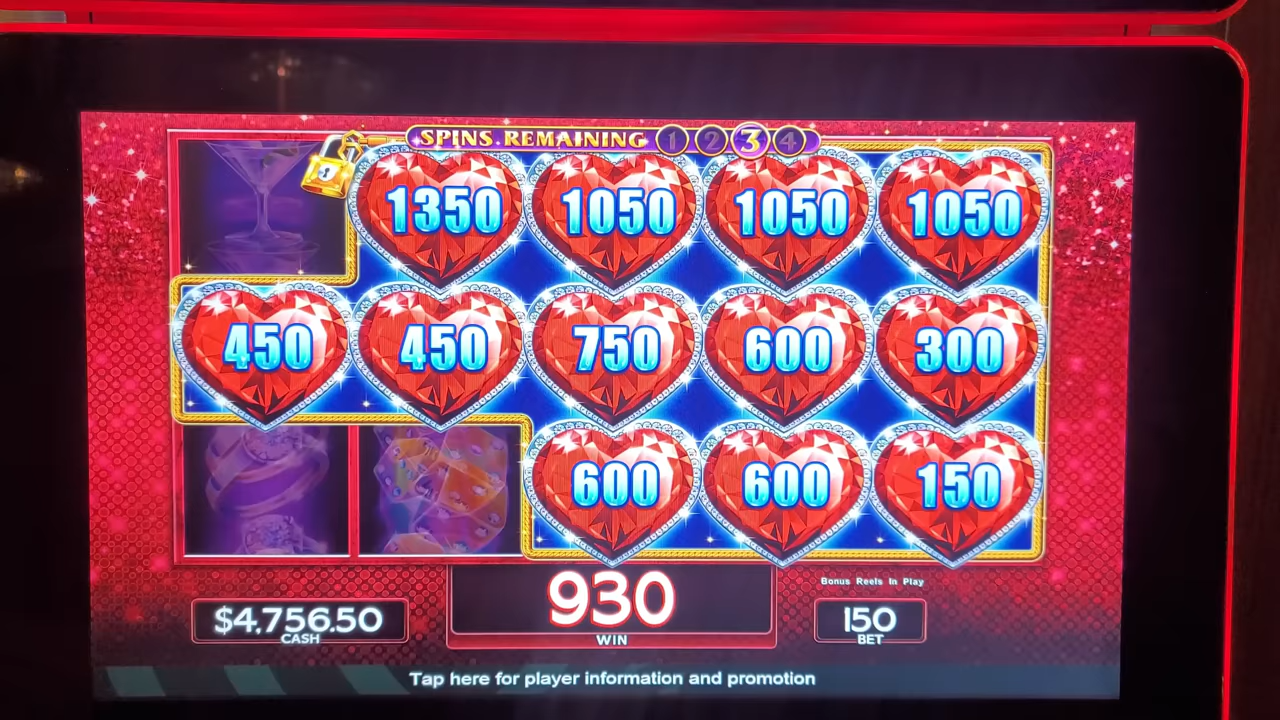 SPINS REMAINING 1 2 3 4
1350 1050 1050 1050
450 450 750 600 300
600 600 150
930
WIN
Bonus Reels In Play
$4,756.50
CASH
150
BET
Tap here for player information and promotion